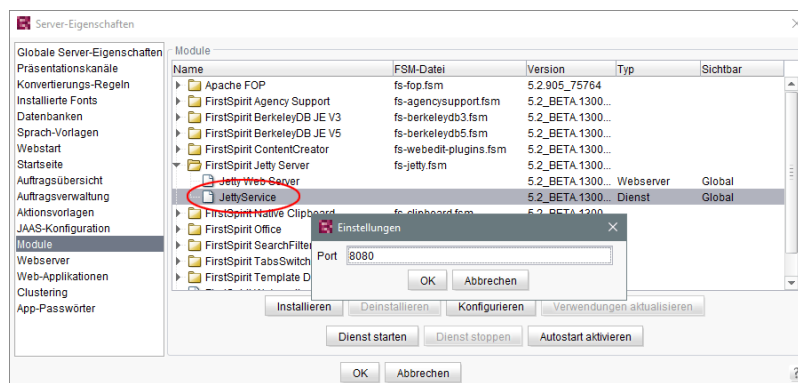 Server-Eigenschaften
Globale Server-Eigenschaften
Präsentationskanäle
Konvertierungs-Regeln
Installierte Fonts
Datenbanken
Sprach-Vorlagen
Webstart
Startseite
Auftragsübersicht
Auftragsverwaltung
Aktionsvorlagen
JAAS-Konfiguration
Module
Webserver
Web-Applikationen
Clustering
App-Passwörter
Module
Name FSM-Datei Version Typ Sichtbar
Apache FOP fs-fop.fsm 5.2.905_75764
FirstSpirit Agency Support fs-agencysupport.fsm 5.2_BETA.1300...
FirstSpirit BerkeleyDB JE V3 fs-berkeleydb3.fsm 5.2_BETA.1300...
FirstSpirit BerkeleyDB JE V5 fs-berkeleydb5.fsm 5.2_BETA.1300...
FirstSpirit ContentCreator fs-webedit-plugins.fsm 5.2_BETA.1300...
FirstSpirit Jetty Server fs-jetty.fsm 5.2_BETA.1300...
Jetty Web Server 5.2_BETA.1300... Webserver Global
JettyService 5.2_BETA.1300... Dienst Global
FirstSpirit Native Clipboard fs-clipboard.fsm 5.2_BETA.1300...
FirstSpirit Office
FirstSpirit SearchFilte
FirstSpirit TabsSwitch
FirstSpirit Template D
Einstellungen
Port 8080
OK Abbrechen
Installieren Deinstallieren Konfigurieren Verwendungen aktualisieren
Dienst starten Dienst stoppen Autostart aktivieren
OK Abbrechen
?